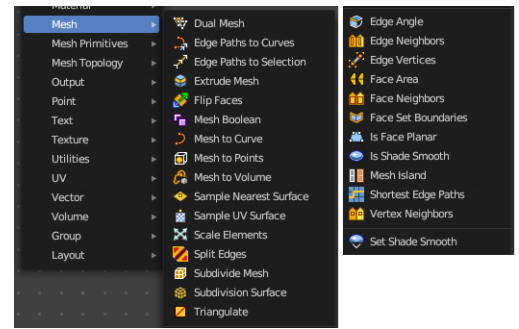 Material
Mesh
Mesh Primitives
Mesh Topology
Output
Point
Text
Texture
Utilities
UV
Vector
Volume
Group
Layout
Dual Mesh
Edge Paths to Curves
Edge Paths to Selection
Extrude Mesh
Flip Faces
Mesh Boolean
Mesh to Curve
Mesh to Points
Mesh to Volume
Sample Nearest Surface
Sample UV Surface
Scale Elements
Split Edges
Subdivide Mesh
Subdivision Surface
Triangulate
Edge Angle
Edge Neighbors
Edge Vertices
Face Area
Face Neighbors
Face Set Boundaries
Is Face Planar
Is Shade Smooth
Mesh Island
Shortest Edge Paths
Vertex Neighbors
Set Shade Smooth